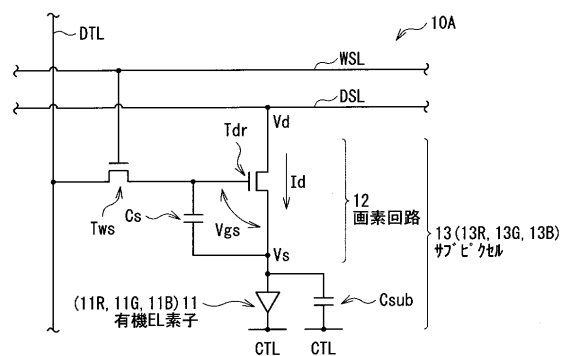 DTL
10A
WSL
DSL
Vd
Tdr
Id
12
画素回路
Cs
Tws
Vgs
Vs
13(13R, 13G, 13B)
サブピクセル
(11R, 11G, 11B)11
有機EL素子
Csub
CTL CTL